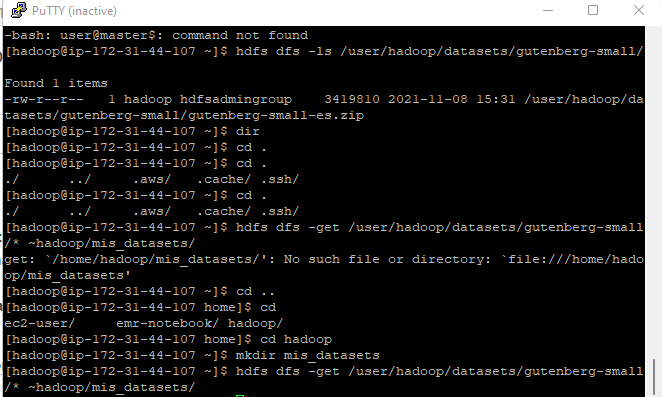 PuTTY (inactive)
-bash: user@master$: command not found
[hadoop@ip-172-31-44-107 ~]$ hdfs dfs -ls /user/hadoop/datasets/gutenberg-small/
Found 1 items
-rw-r--r--   1 hadoop hdfsadmingroup    3419810 2021-11-08 15:31 /user/hadoop/da
tasets/gutenberg-small/gutenberg-small-es.zip
[hadoop@ip-172-31-44-107 ~]$ dir
[hadoop@ip-172-31-44-107 ~]$ cd .
[hadoop@ip-172-31-44-107 ~]$ cd .
./      ../     .aws/   .cache/ .ssh/
[hadoop@ip-172-31-44-107 ~]$ cd .
./      ../     .aws/   .cache/ .ssh/
[hadoop@ip-172-31-44-107 ~]$ hdfs dfs -get /user/hadoop/datasets/gutenberg-small
/* ~hadoop/mis_datasets/
get: `/home/hadoop/mis_datasets/': No such file or directory: `file:///home/hado
op/mis_datasets'
[hadoop@ip-172-31-44-107 ~]$ cd ..
[hadoop@ip-172-31-44-107 home]$ cd
ec2-user/     emr-notebook/ hadoop/
[hadoop@ip-172-31-44-107 home]$ cd hadoop
[hadoop@ip-172-31-44-107 ~]$ mkdir mis_datasets
[hadoop@ip-172-31-44-107 ~]$ hdfs dfs -get /user/hadoop/datasets/gutenberg-small
/* ~hadoop/mis_datasets/